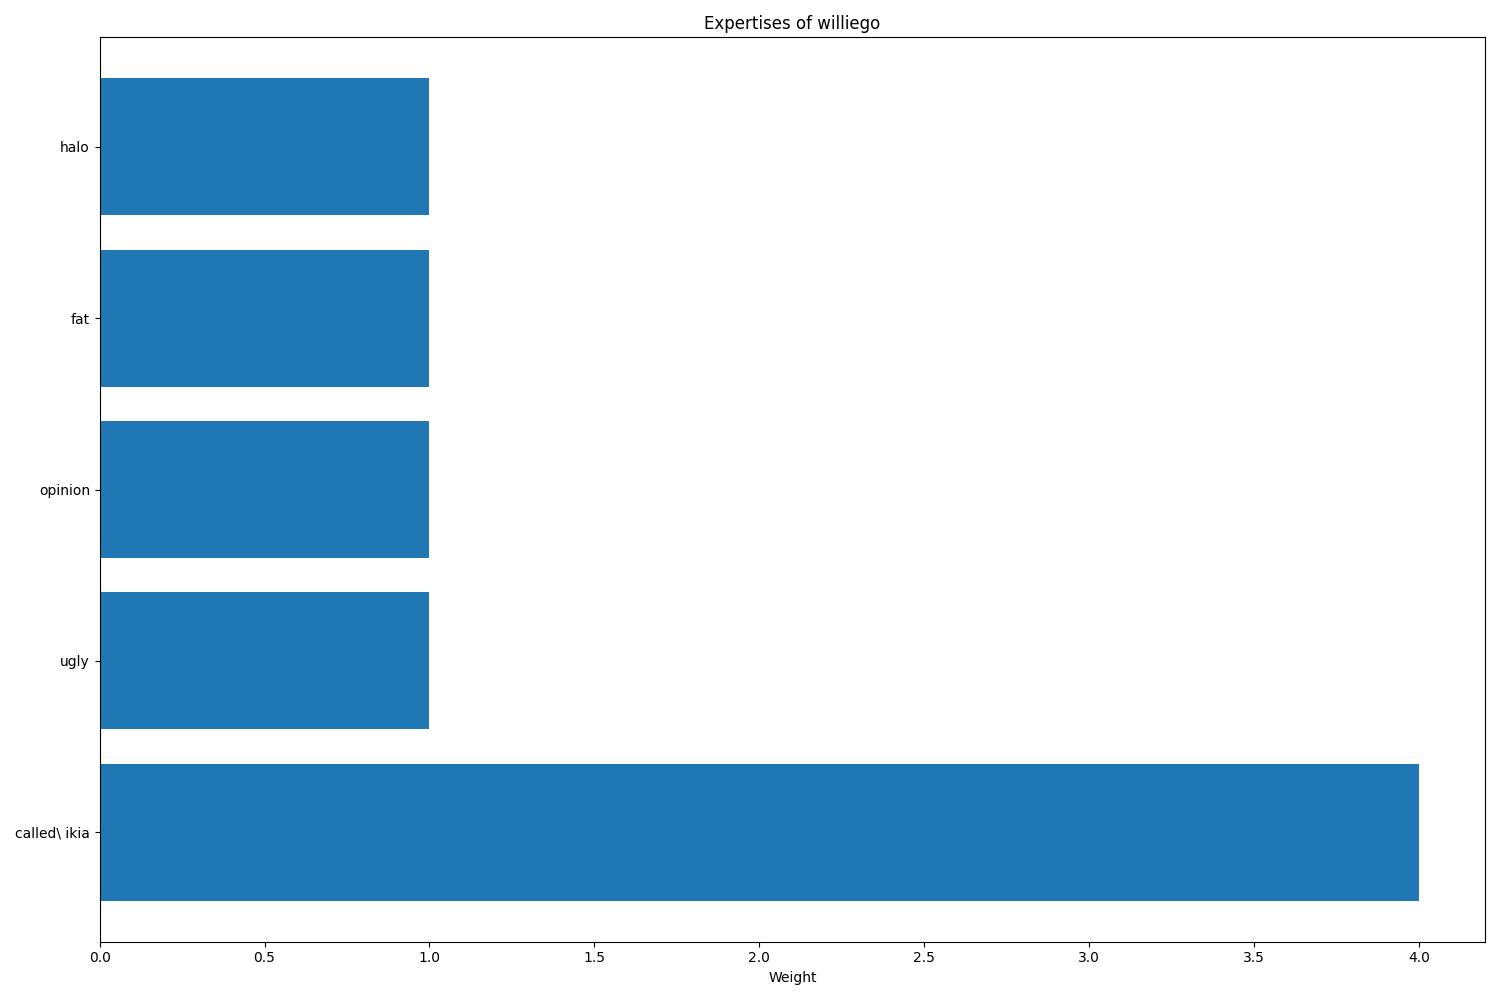 Expertises of williego
halo
fat
opinion
ugly
called\ ikia
0.0 0.5 1.0 1.5 2.0 2.5 3.0 3.5 4.0
Weight